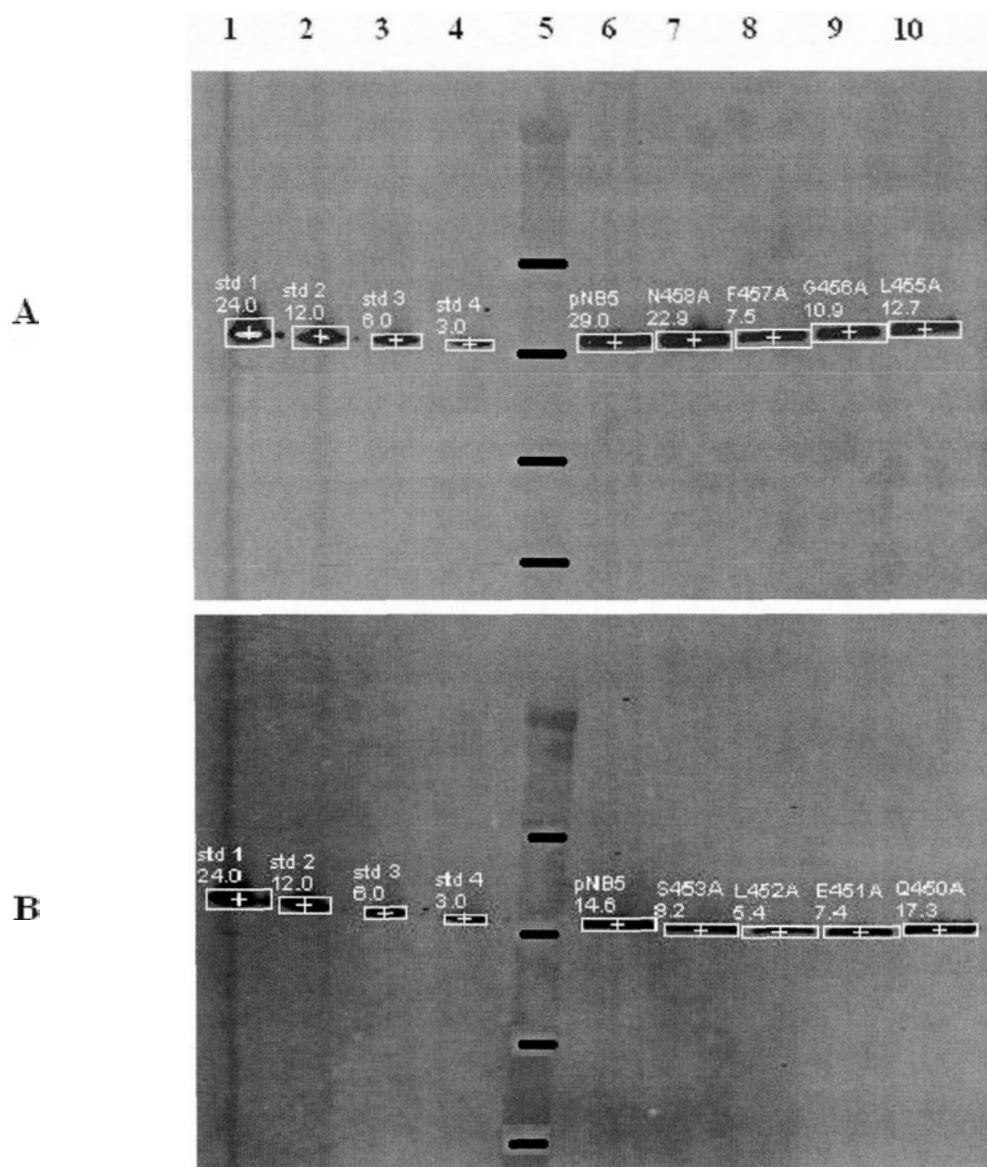 1 2 3 4 5 6 7 8 9 10
A
std 1 std 2 std 3 std 4 pNB5 N458A F457A G456A L455A
24.0 12.0 6.0 3.0 29.0 22.9 7.5 10.9 12.7
B
std 1 std 2 std 3 std 4 pNB5 S453A L452A E451A Q450A
24.0 12.0 6.0 3.0 14.6 8.2 5.4 7.4 17.3